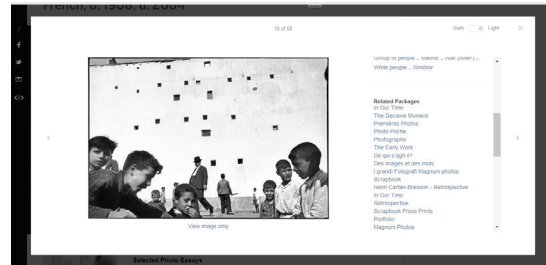 French, b. 1908, d. 2004
18 of 50
Dark
Light
Group of people .. Madrid .. Man (older) ..
White people .. Window
Related Packages
In Our Time
The Decisive Moment
Premières Photos.
Photo Poche
Photographe
The Early Work
De qui s'agit-il?
Des images et des mots
I grandi Fotografi Magnum photos
Scrapbook
Henri Cartier-Bresson - Retrospective
In Our Time
Retrospective
Scrapbook Press Prints
Portfolio
Magnum Photos
View image only
Selected Photo Essays